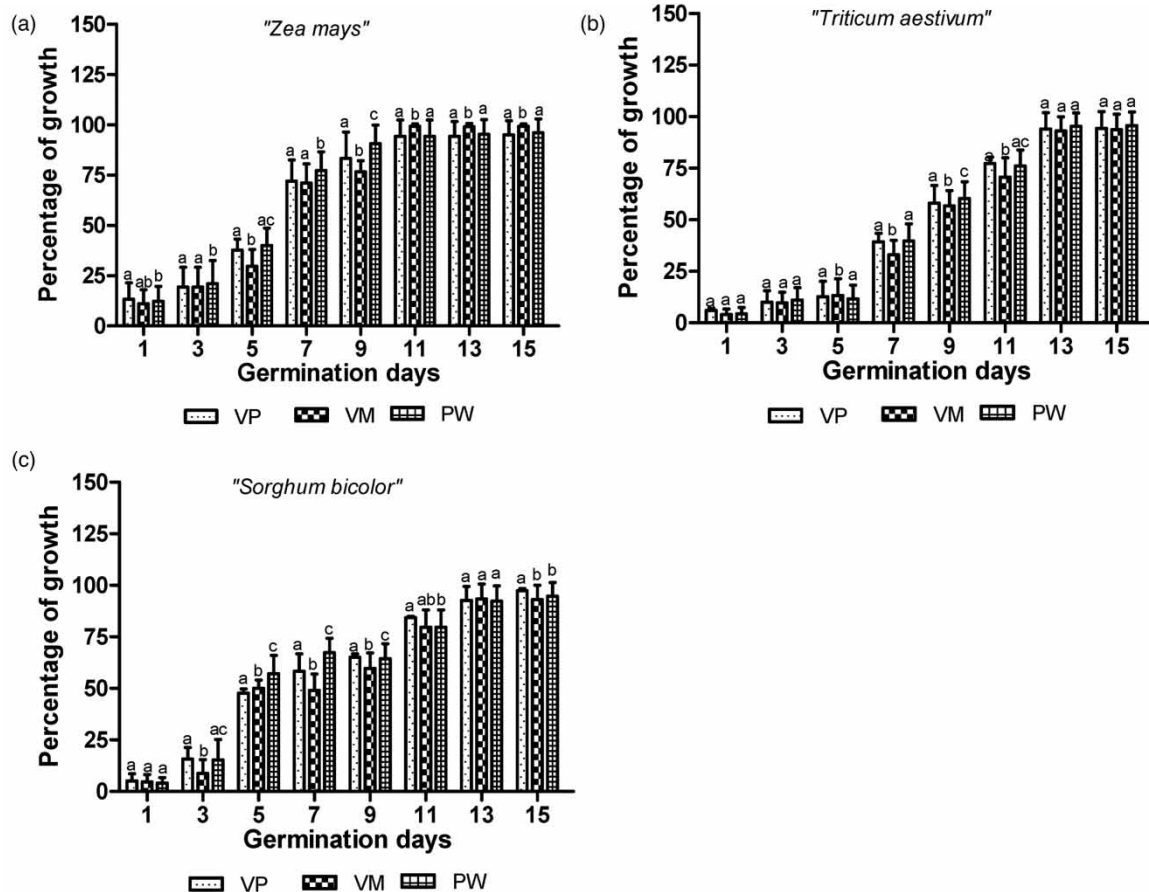 (a)
"Zea mays"
Percentage of growth
150
125
100
75
50
25
0
a ab b
a a b
a b ac
a a b
a b c
a b a
a b a
a b a
1 3 5 7 9 11 13 15
Germination days
VP VM PW
(b)
"Triticum aestivum"
Percentage of growth
150
125
100
75
50
25
0
a a a
a a a
a b a
a b a
a b c
a b ac
a a a
a a a
1 3 5 7 9 11 13 15
Germination days
VP VM PW
(c)
"Sorghum bicolor"
Percentage of growth
150
125
100
75
50
25
0
a a a
a b ac
a b c
a b c
a b c
a abb
a a a
a b b
1 3 5 7 9 11 13 15
Germination days
VP VM PW